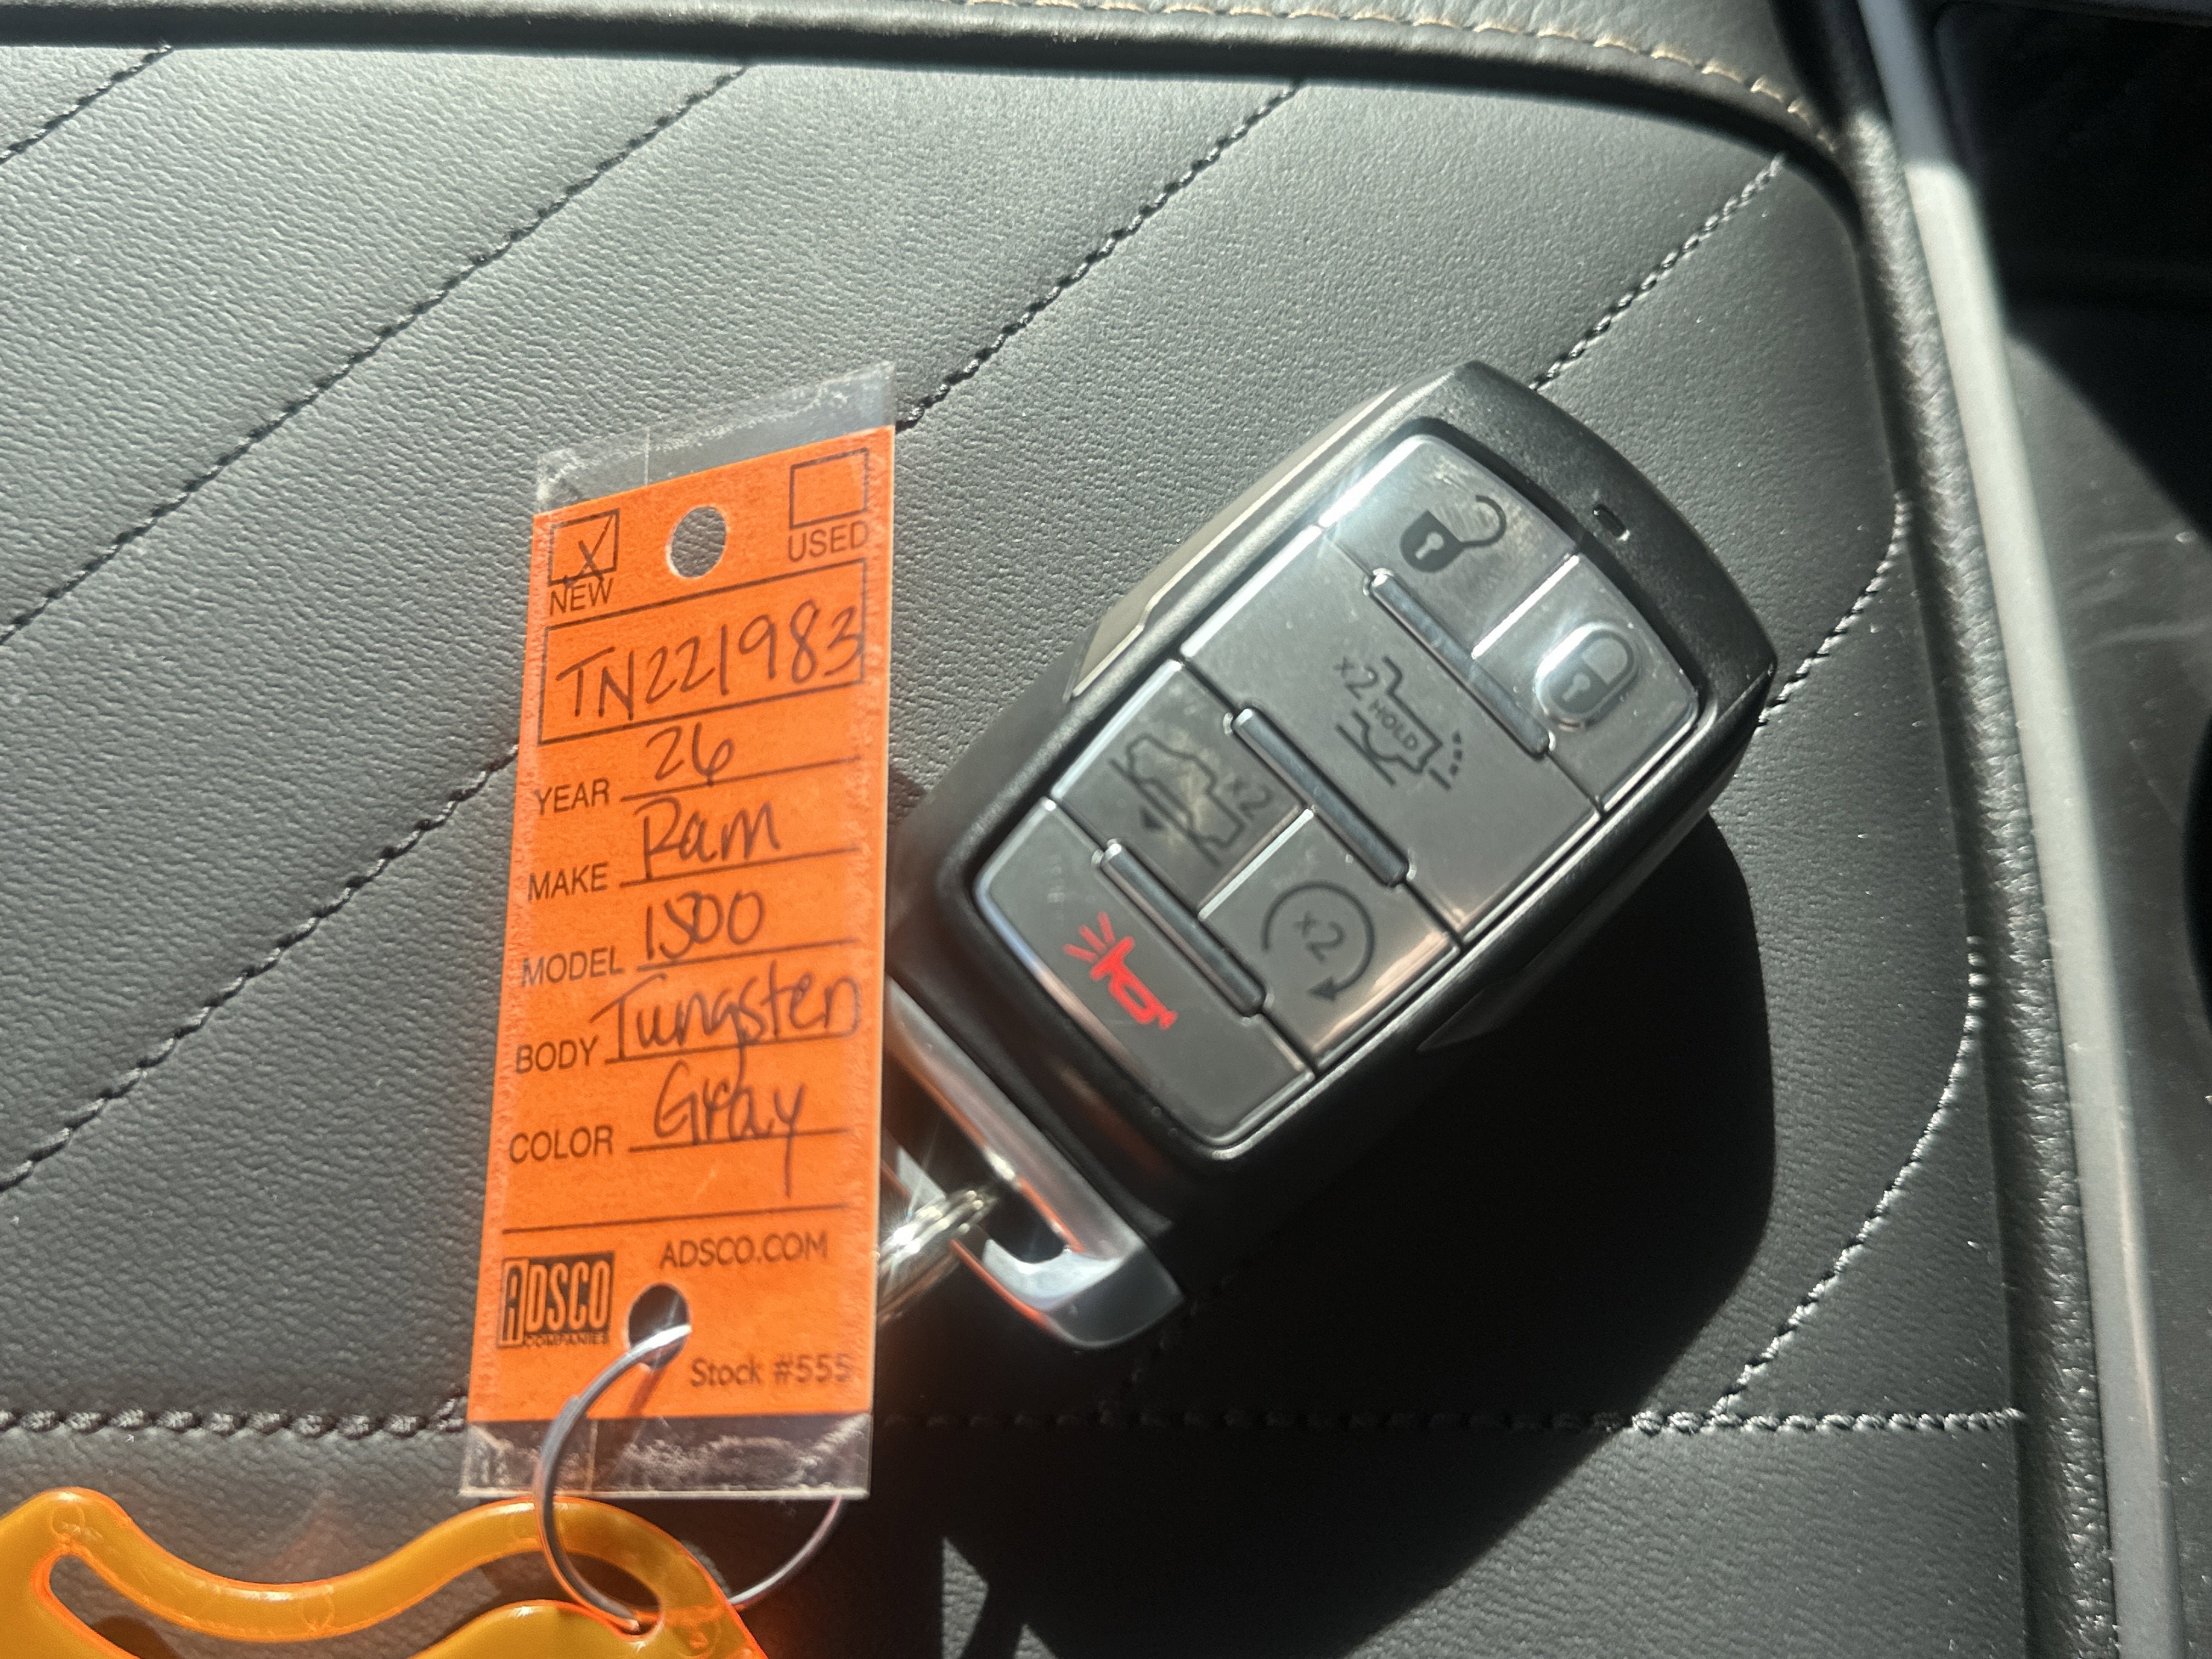 NEW
USED
TN221983
YEAR 26
MAKE Ram
MODEL 1500
BODY Tungsten
COLOR Gray
ADSCO.COM
ADSCO
COMPANIES
Stock #555
x2
HOLD
x2
x2